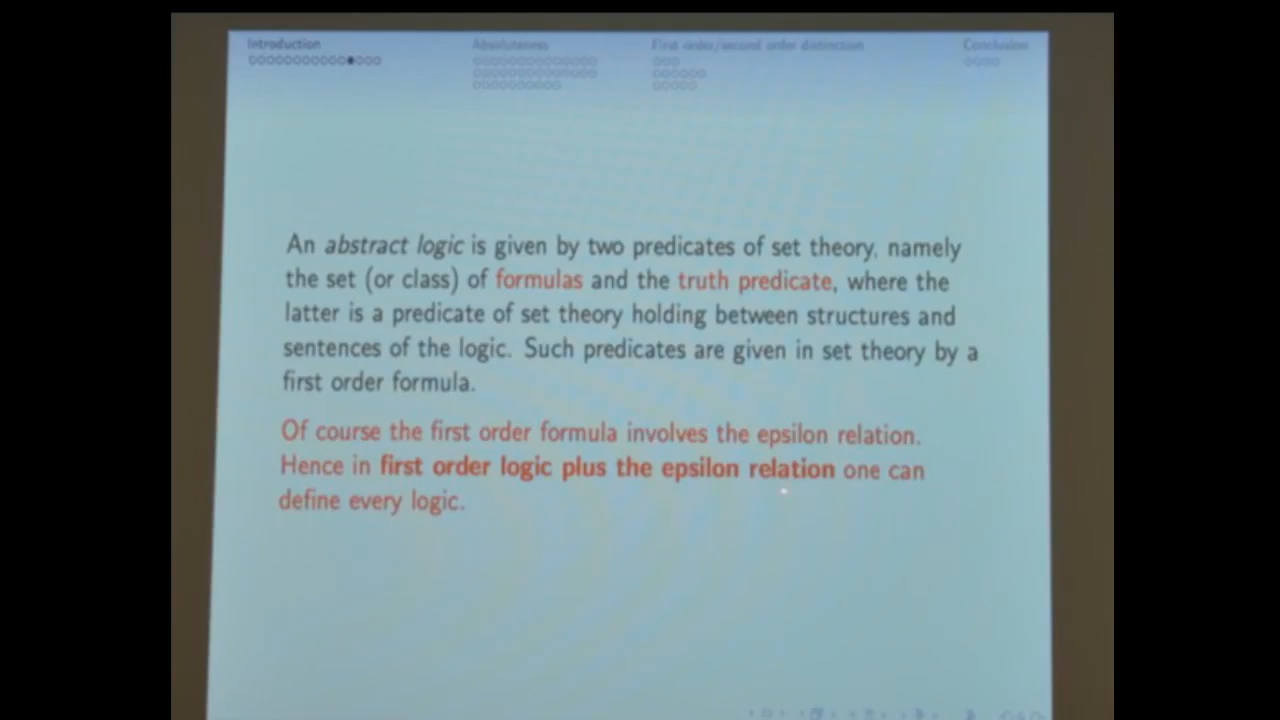 Introduction
Absoluteness
First order/second order distinction
Conclusion
An abstract logic is given by two predicates of set theory, namely
the set (or class) of formulas and the truth predicate, where the
latter is a predicate of set theory holding between structures and
sentences of the logic. Such predicates are given in set theory by a
first order formula.
Of course the first order formula involves the epsilon relation.
Hence in first order logic plus the epsilon relation one can
define every logic.